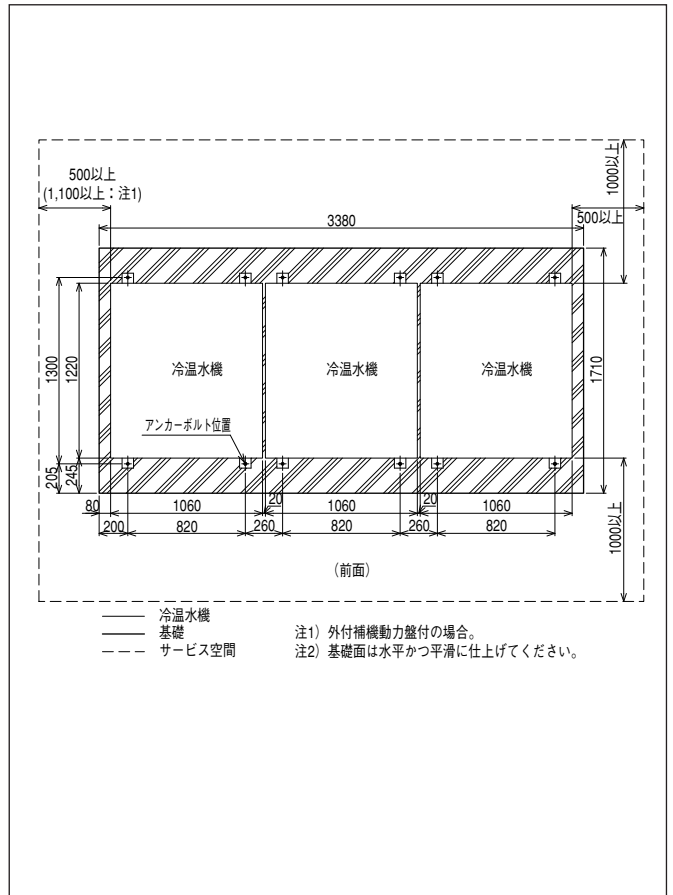 500以上
(1,100以上：注1)
1000以上
500以上
3380
1300
1220
冷温水機
冷温水機
冷温水機
1710
アンカーボルト位置
205
245
80
1060
20
1060
20
1060
200
820
260
820
260
820
1000以上
(前面)
冷温水機
基礎
サービス空間
注1) 外付補機動力盤付の場合。
注2) 基礎面は水平かつ平滑に仕上げてください。